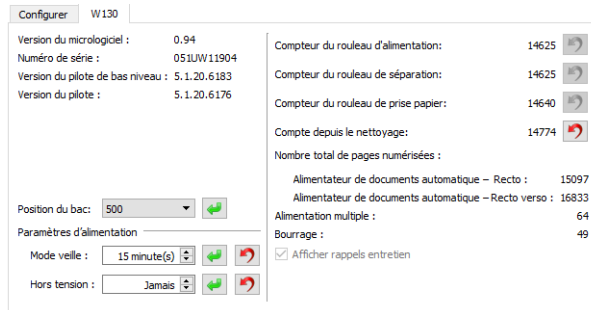 Configurer W130
Version du micrologiciel : 0.94
Numéro de série : 051UW11904
Version du pilote de bas niveau : 5.1.20.6183
Version du pilote : 5.1.20.6176
Position du bac: 500
Paramètres d'alimentation
Mode veille : 15 minute(s)
Hors tension : Jamais
Compteur du rouleau d'alimentation: 14625
Compteur du rouleau de séparation: 14625
Compteur du rouleau de prise papier: 14640
Compte depuis le nettoyage: 14774
Nombre total de pages numérisées :
Alimentateur de documents automatique – Recto : 15097
Alimentateur de documents automatique – Recto verso : 16833
Alimentation multiple : 64
Bourrage : 49
Afficher rappels entretien